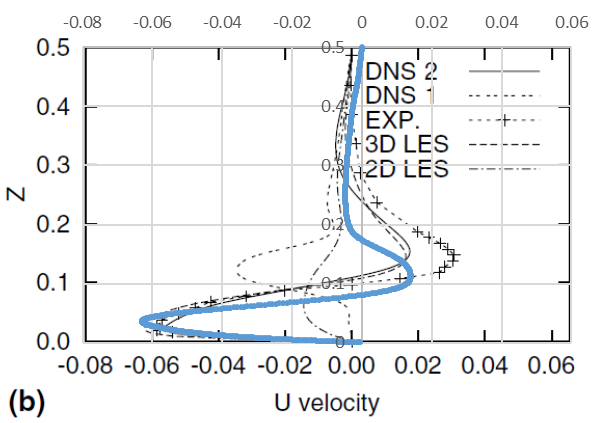 -0.08 -0.06 -0.04 -0.02 0 0.02 0.04 0.06
0.5 0.5
DNS 2
0.4 0.4 DNS 1
EXP.
3D LES
0.3 0.3 2D LES
Z
0.2 0.2
0.1 0.1
0.0 0
-0.08 -0.06 -0.04 -0.02 0.00 0.02 0.04 0.06
(b) U velocity